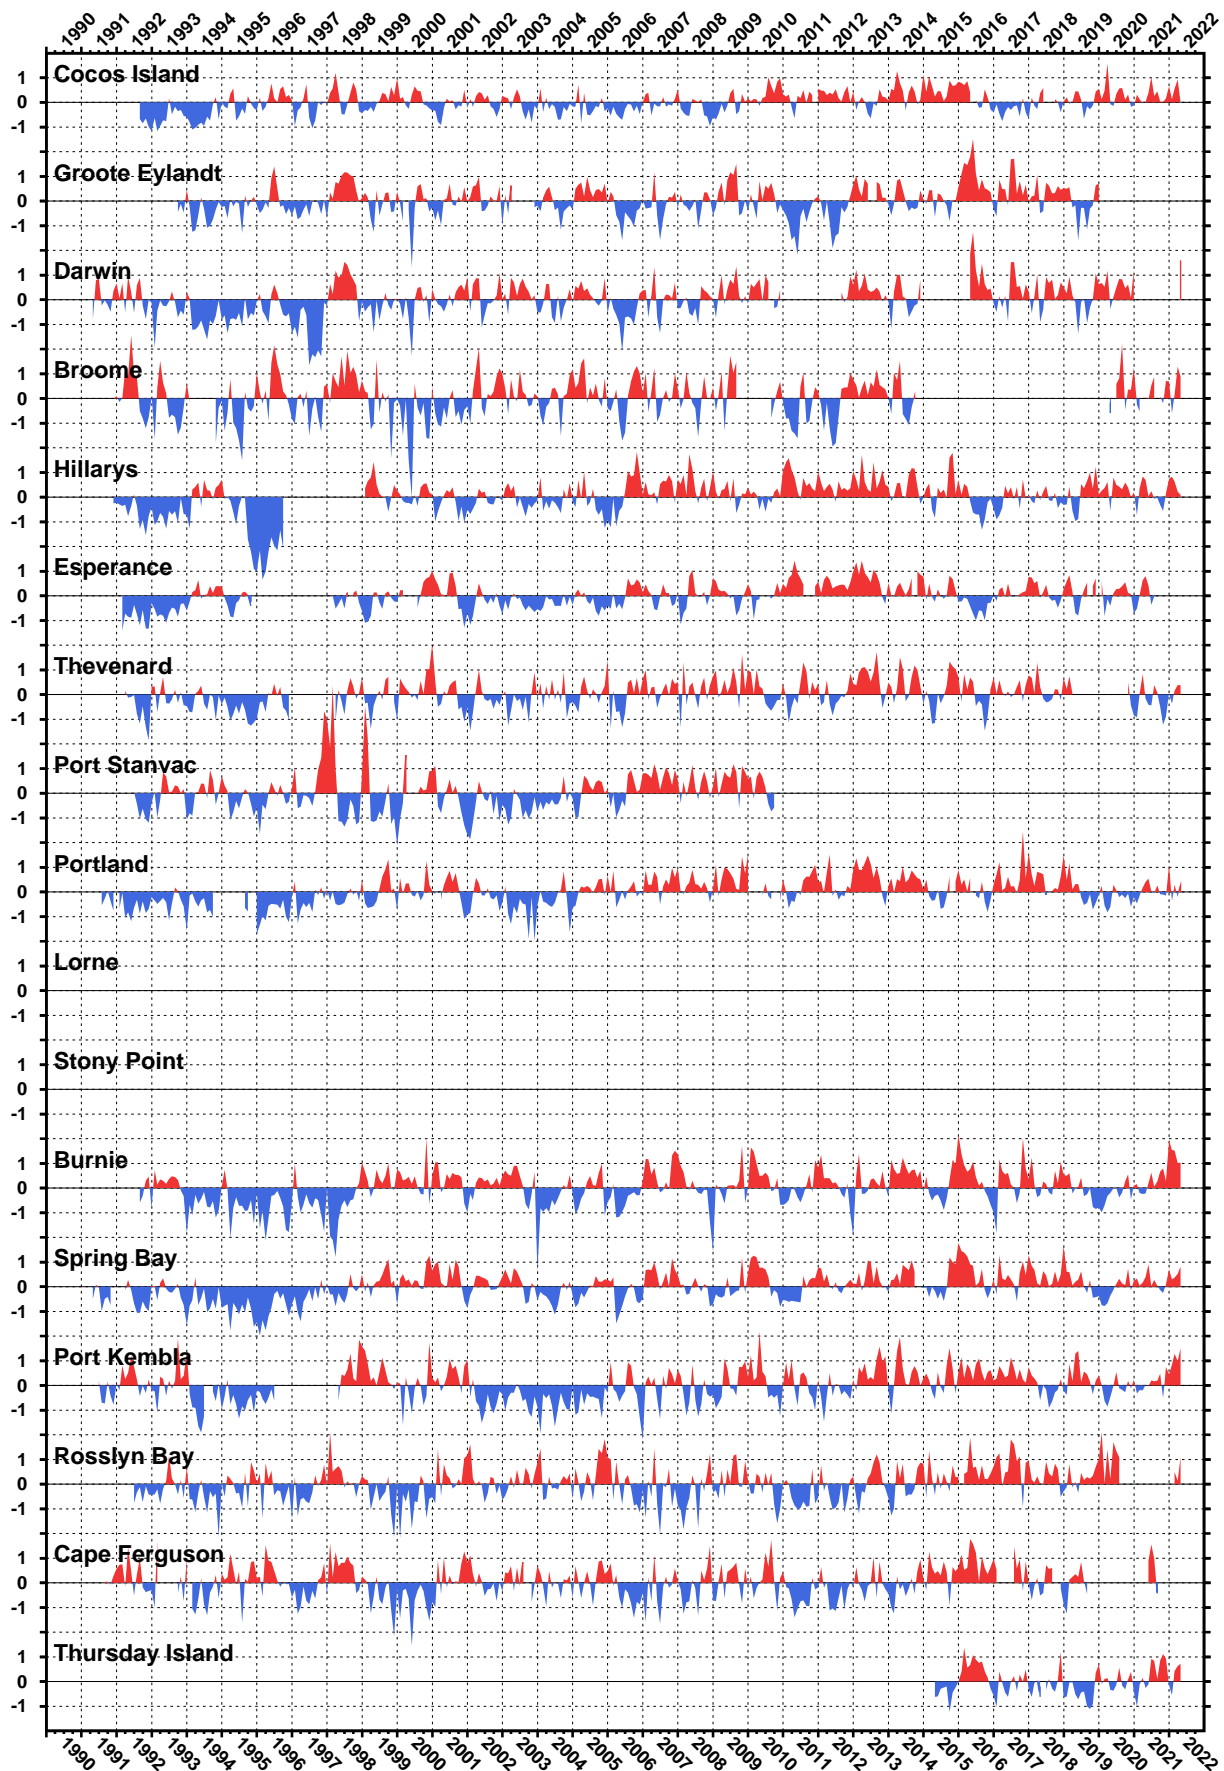 1990 1991 1992 1993 1994 1995 1996 1997 1998 1999 2000 2001 2002 2003 2004 2005 2006 2007 2008 2009 2010 2011 2012 2013 2014 2015 2016 2017 2018 2019 2020 2021 2022
1
Cocos Island
0
-1
1
Groote Eylandt
0
-1
1
Darwin
0
-1
1
Broome
0
-1
1
Hillarys
0
-1
1
Esperance
0
-1
1
Thevenard
0
-1
1
Port Stanvac
0
-1
1
Portland
0
-1
1
Lorne
0
-1
1
Stony Point
0
-1
1
Burnie
0
-1
1
Spring Bay
0
-1
1
Port Kembla
0
-1
1
Rosslyn Bay
0
-1
1
Cape Ferguson
0
-1
1
Thursday Island
0
-1
1990 1991 1992 1993 1994 1995 1996 1997 1998 1999 2000 2001 2002 2003 2004 2005 2006 2007 2008 2009 2010 2011 2012 2013 2014 2015 2016 2017 2018 2019 2020 2021 2022